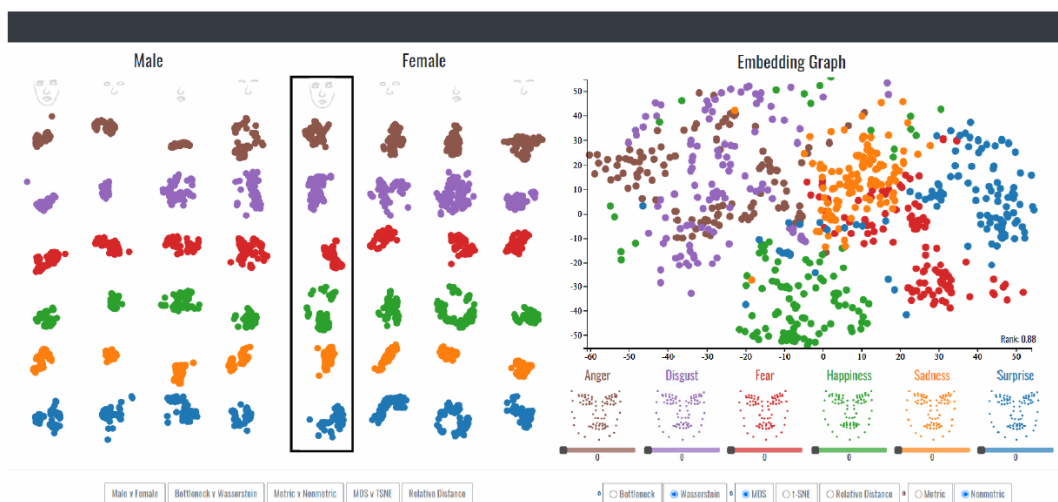 Male
Female
Embedding Graph
50
40
30
20
10
0
-10
-20
-30
-40
-50
Rank: 0.88
-60 -50 -40 -30 -20 -10 0 10 20 30 40 50
Anger Disgust Fear Happiness Sadness Surprise
0 0 0 0 0 0
Male v Female Bottleneck v Wasserstein Metric v Nonmetric MDS v TSNE Relative Distance
Bottleneck Wasserstein MDS t-SNE Relative Distance Metric Nonmetric